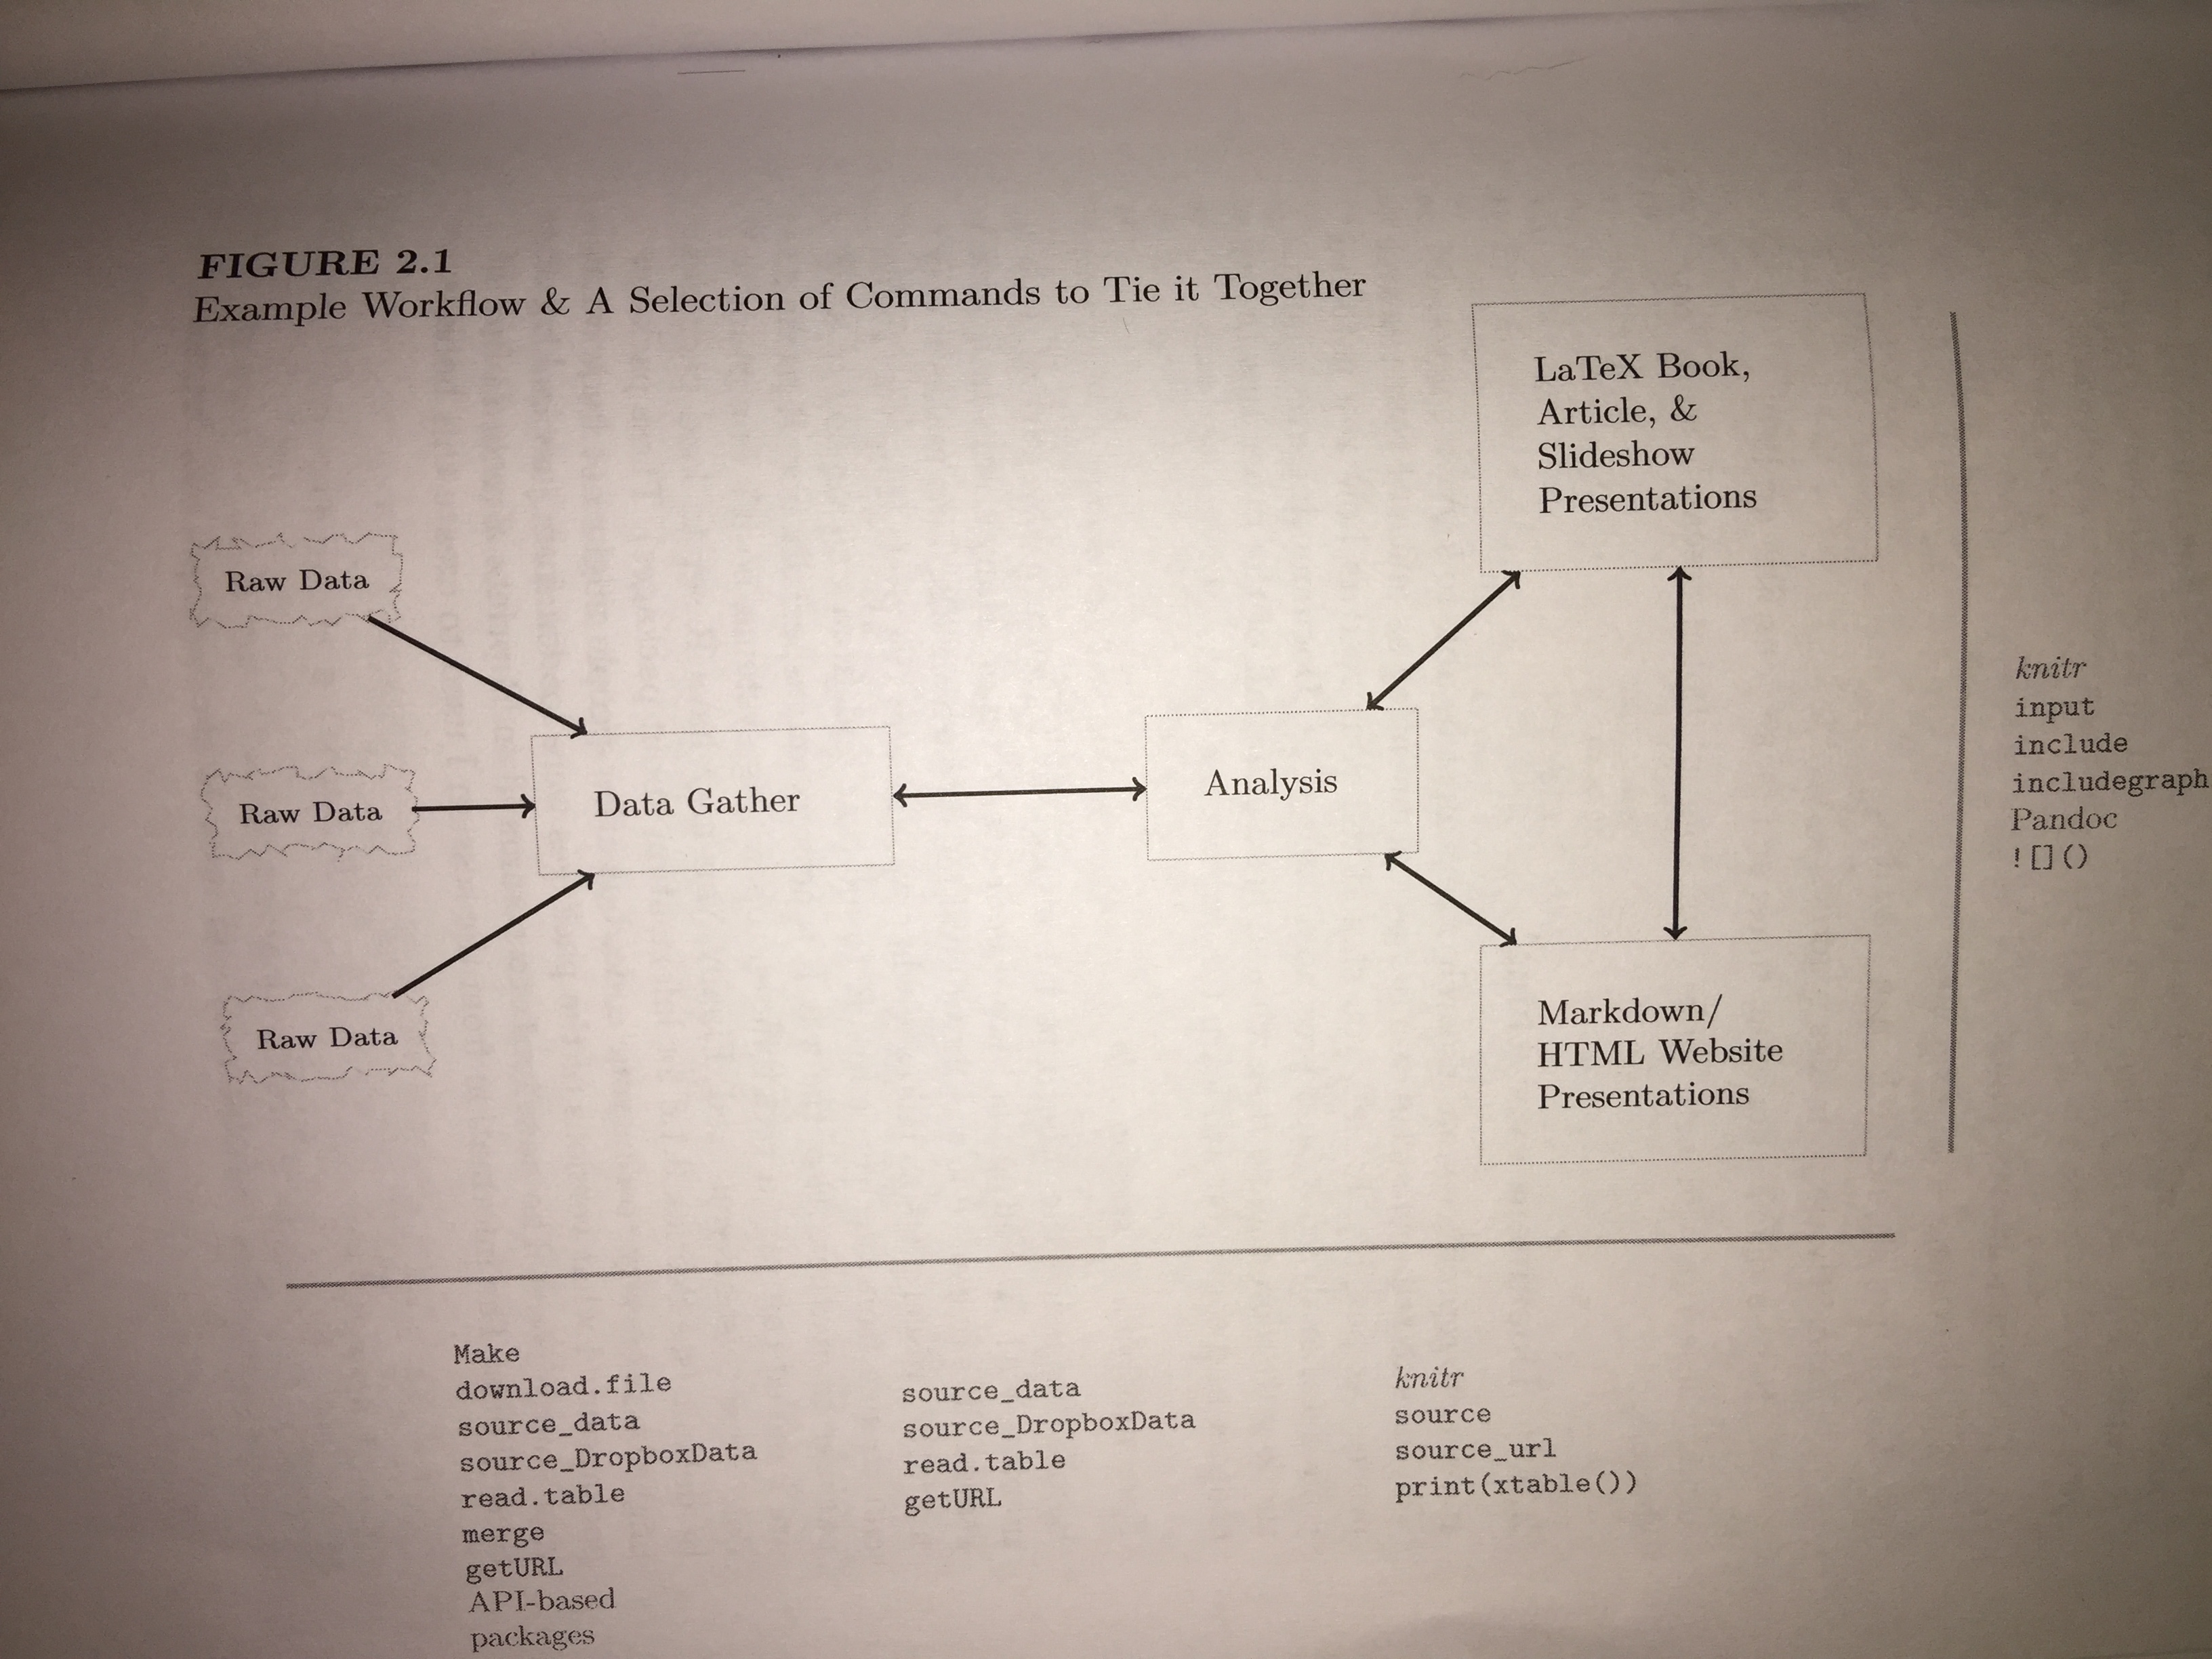 FIGURE 2.1
Example Workflow & A Selection of Commands to Tie it Together
LaTeX Book,
Article, &
Slideshow
Presentations
Raw Data
Raw Data
Raw Data
Data Gather
Analysis
Markdown/
HTML Website
Presentations
knitr
input
include
includegraph
Pandoc
![]()
Make
download.file
source_data
source_DropboxData
read.table
merge
getURL
API-based
packages
source_data
source_DropboxData
read.table
getURL
knitr
source
source_url
print(xtable())